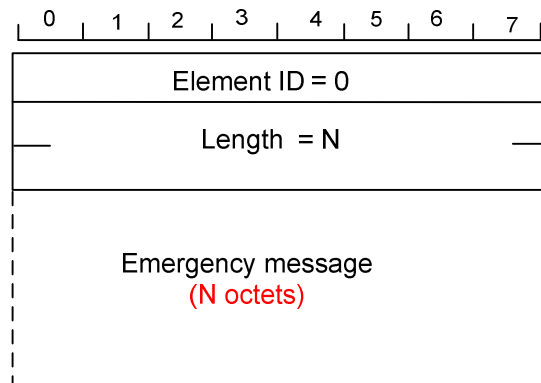 0 1 2 3 4 5 6 7
Element ID = 0
Length = N
Emergency message
(N octets)